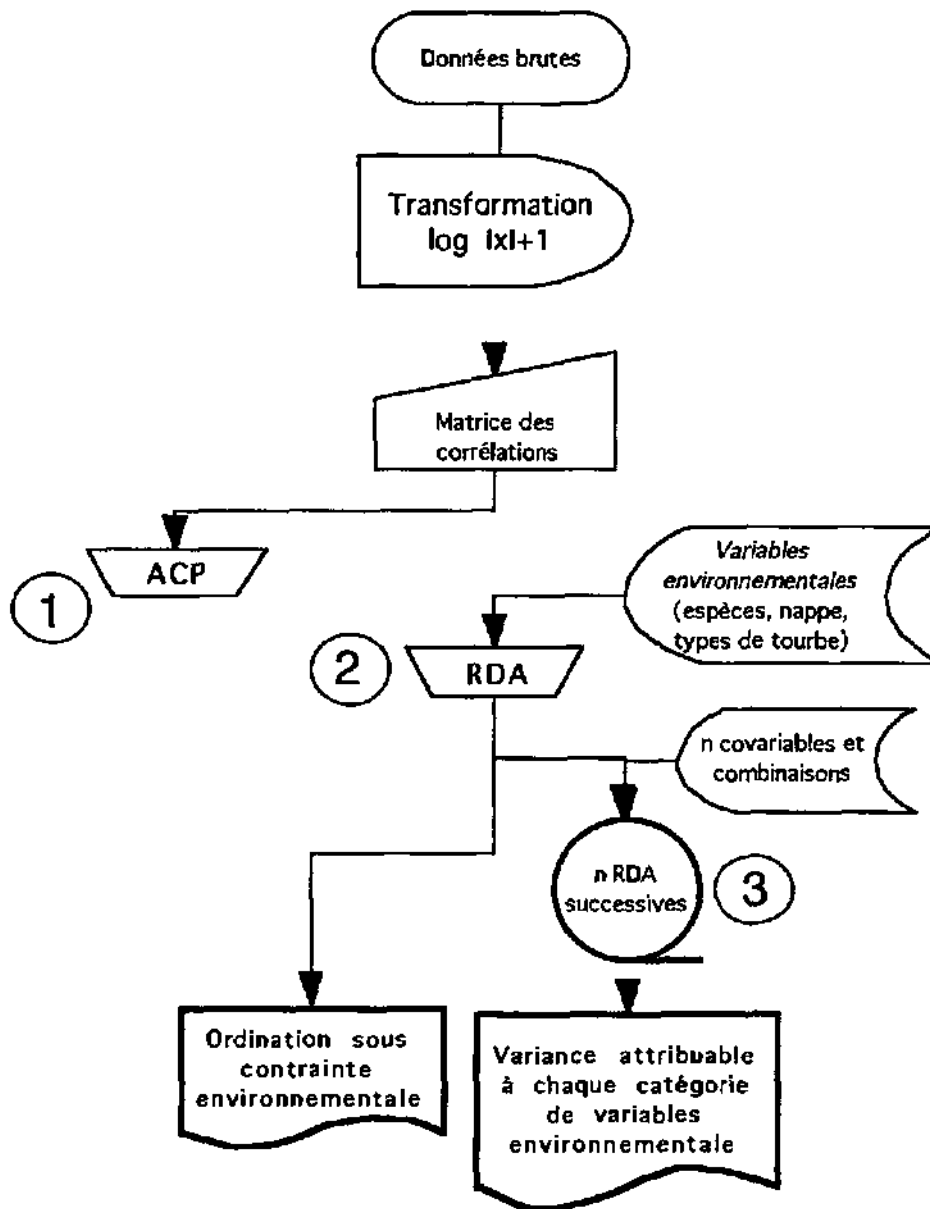 Données brutes
Transformation
log |x|+1
Matrice des
corrélations
ACP
1
Variables
environnementales
(espèces, nappe,
types de tourbe)
2
RDA
n covariables et
combinaisons
n RDA
successives
3
Ordination sous
contrainte
environnementale
Variance attribuable
à chaque catégorie
de variables
environnementale